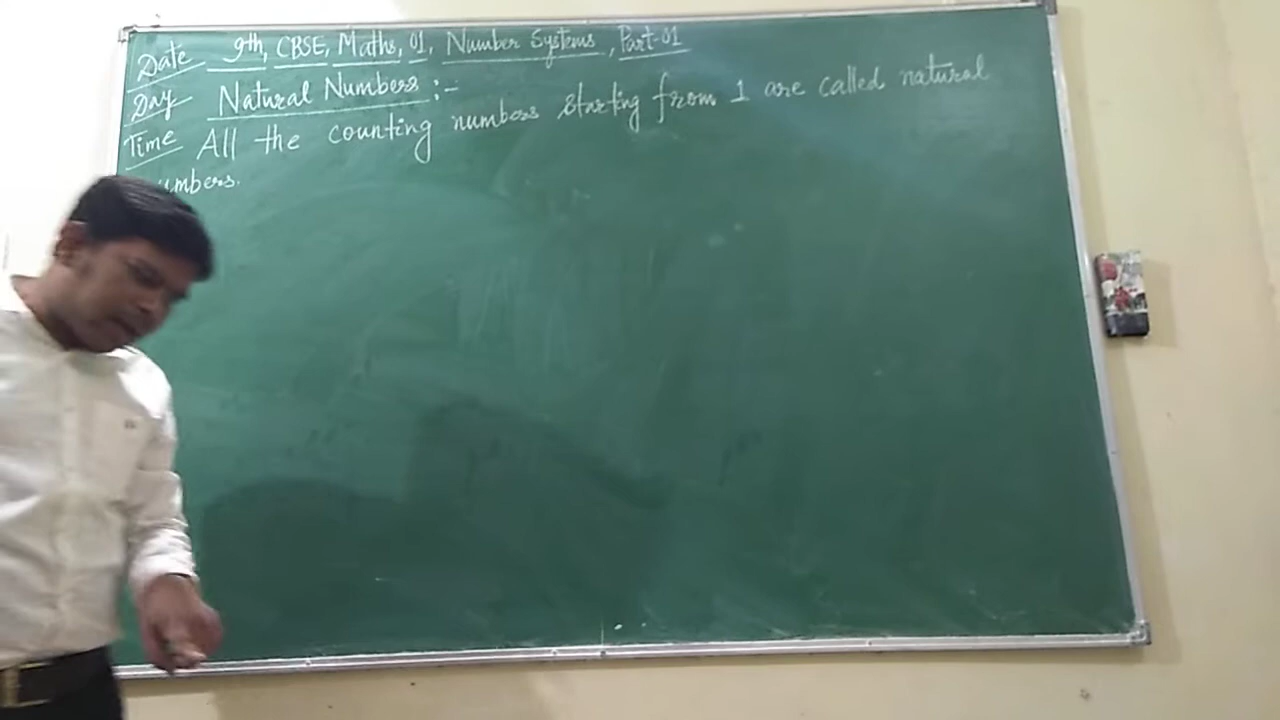 Date 9th, CBSE, Maths, 01, Number Systems, Part-01
Day Natural Numbers :-
Time All the counting numbers starting from 1 are called natural
umbers.